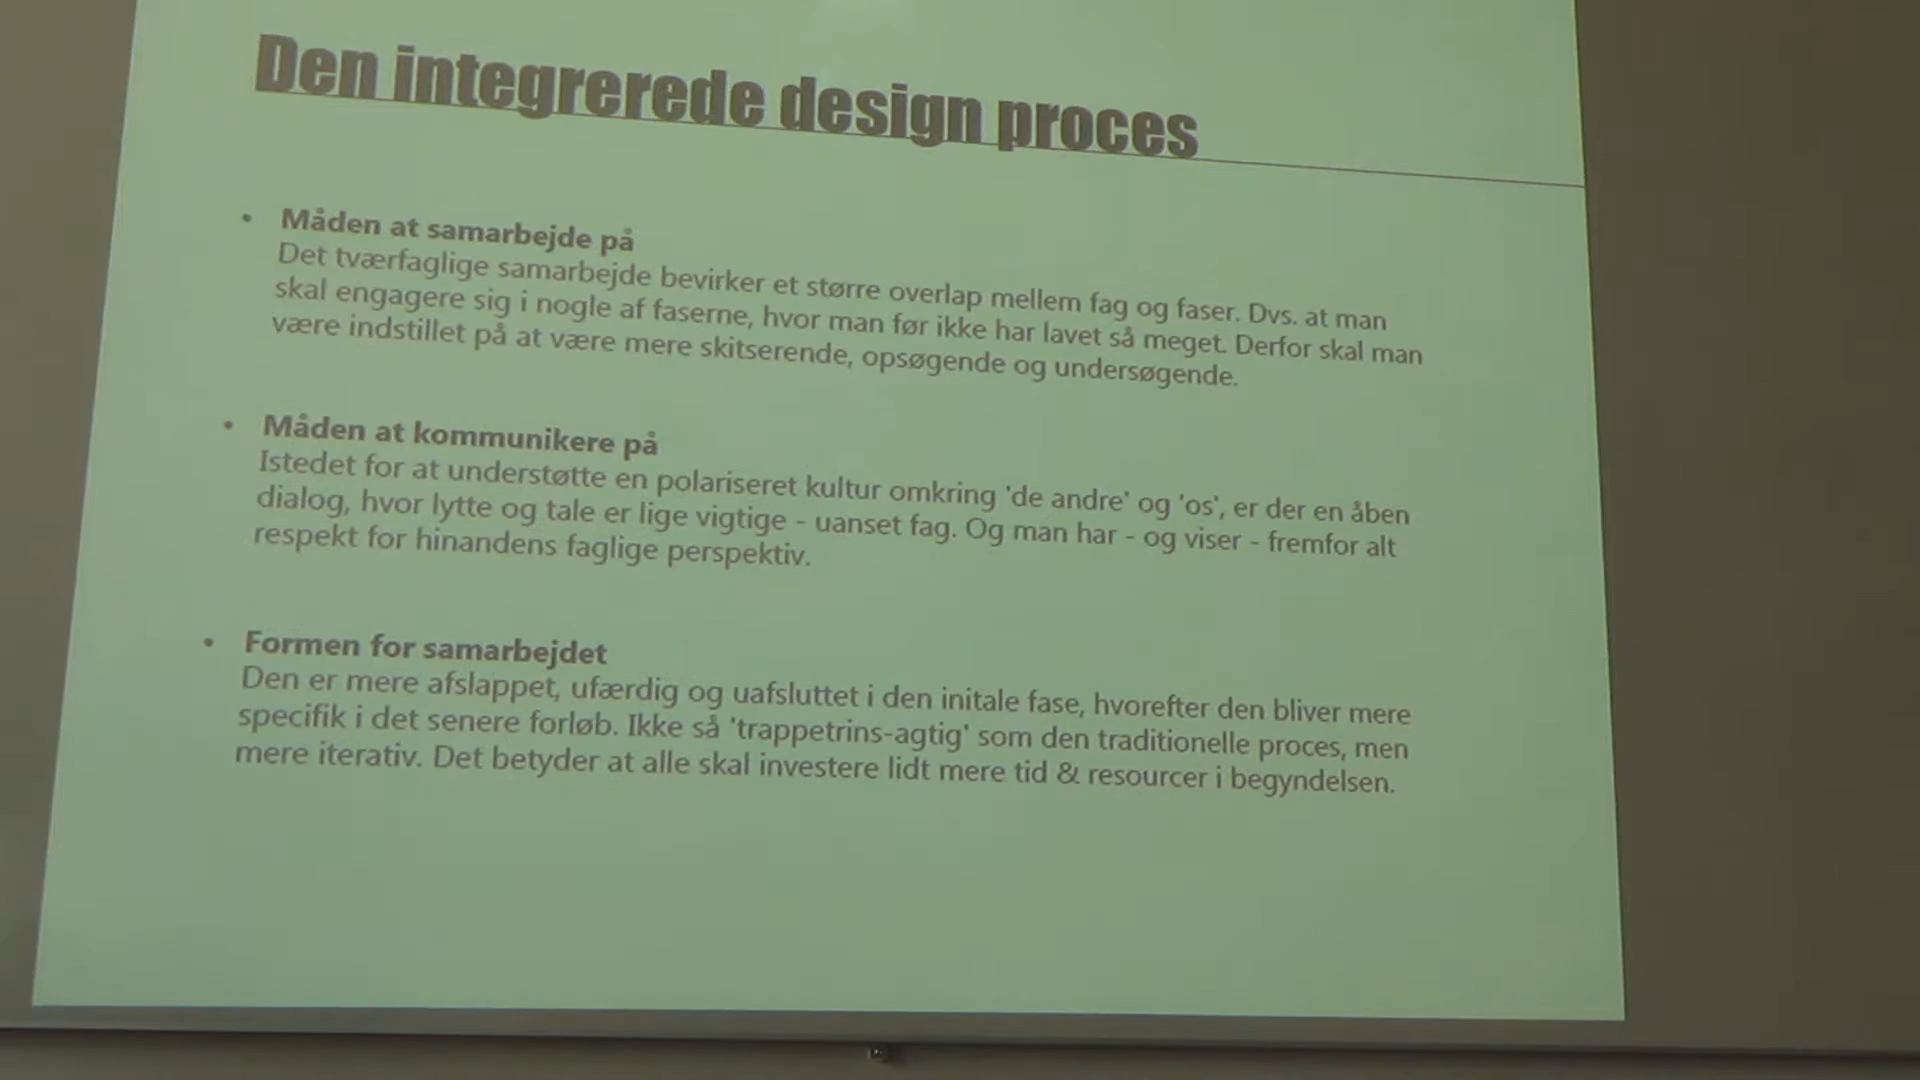 Den integrerede design proces
• Måden at samarbejde på
Det tværfaglige samarbejde bevirker et større overlap mellem fag og faser. Dvs. at man
skal engagere sig i nogle af faserne, hvor man før ikke har lavet så meget. Derfor skal man
være indstillet på at være mere skitserende, opsøgende og undersøgende.
• Måden at kommunikere på
Istedet for at understøtte en polariseret kultur omkring 'de andre' og 'os', er der en åben
dialog, hvor lytte og tale er lige vigtige - uanset fag. Og man har - og viser - fremfor alt
respekt for hinandens faglige perspektiv.
• Formen for samarbejdet
Den er mere afslappet, ufærdig og uafsluttet i den initale fase, hvorefter den bliver mere
specifik i det senere forløb. Ikke så 'trappetrins-agtig' som den traditionelle proces, men
mere iterativ. Det betyder at alle skal investere lidt mere tid & resourcer i begyndelsen.